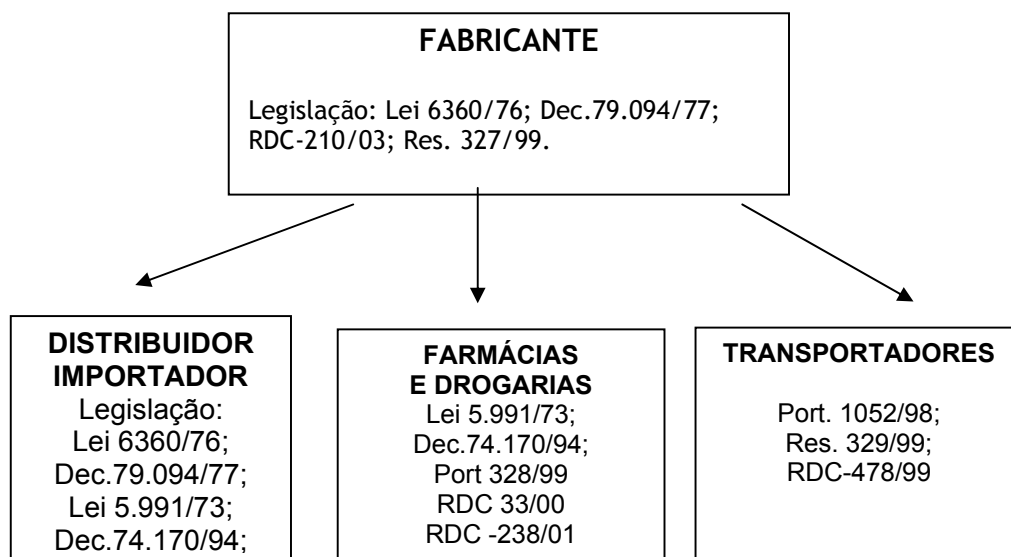 FABRICANTE
Legislação: Lei 6360/76; Dec.79.094/77;
RDC-210/03; Res. 327/99.
DISTRIBUIDOR
IMPORTADOR
Legislação:
Lei 6360/76;
Dec.79.094/77;
Lei 5.991/73;
Dec.74.170/94;
FARMÁCIAS
E DROGARIAS
Lei 5.991/73;
Dec.74.170/94;
Port 328/99
RDC 33/00
RDC -238/01
TRANSPORTADORES
Port. 1052/98;
Res. 329/99;
RDC-478/99